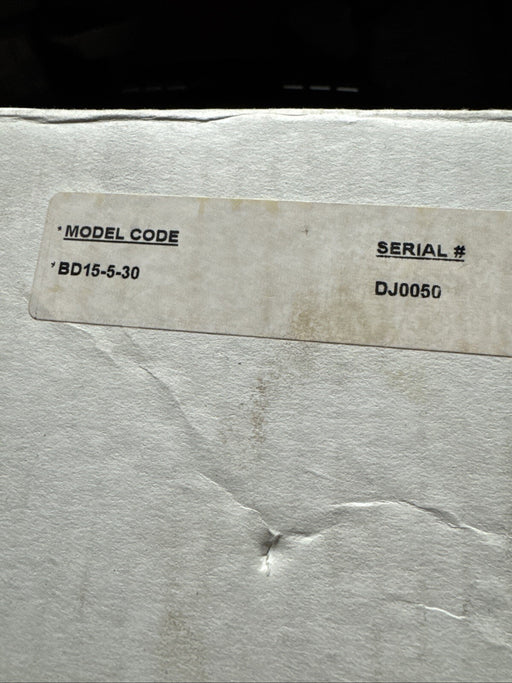 *MODEL CODE
*BD15-5-30
SERIAL #
DJ0050